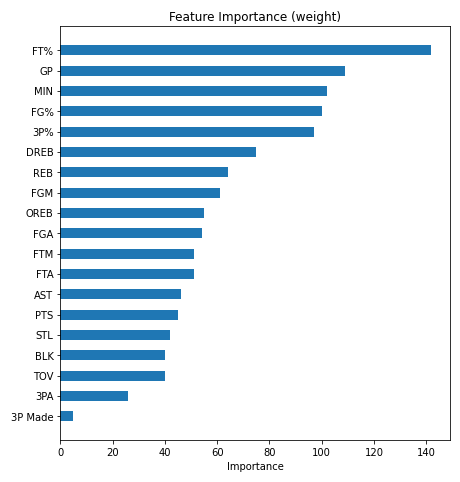 Feature Importance (weight)
FT%
GP
MIN
FG%
3P%
DREB
REB
FGM
OREB
FGA
FTM
FTA
AST
PTS
STL
BLK
TOV
3PA
3P Made
0 20 40 60 80 100 120 140
Importance